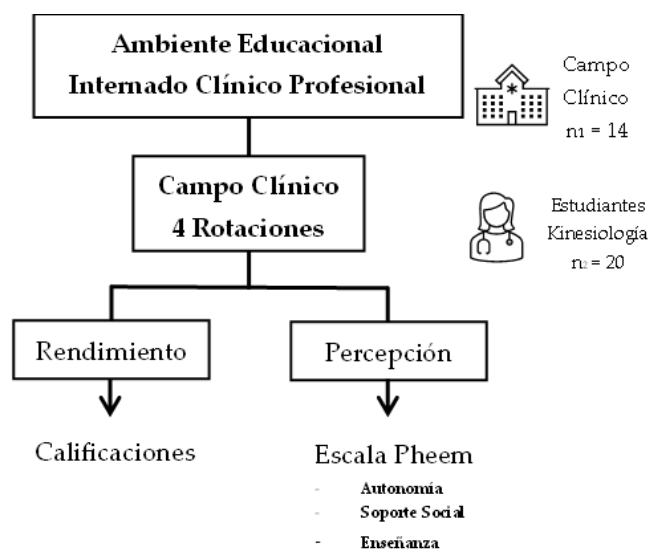 Ambiente Educacional
Internado Clínico Profesional
Campo
Clínico
n1 = 14
Campo Clínico
4 Rotaciones
Estudiantes
Kinesiología
n2 = 20
Rendimiento
Percepción
Calificaciones
Escala Pheem
- Autonomía
- Soporte Social
- Enseñanza